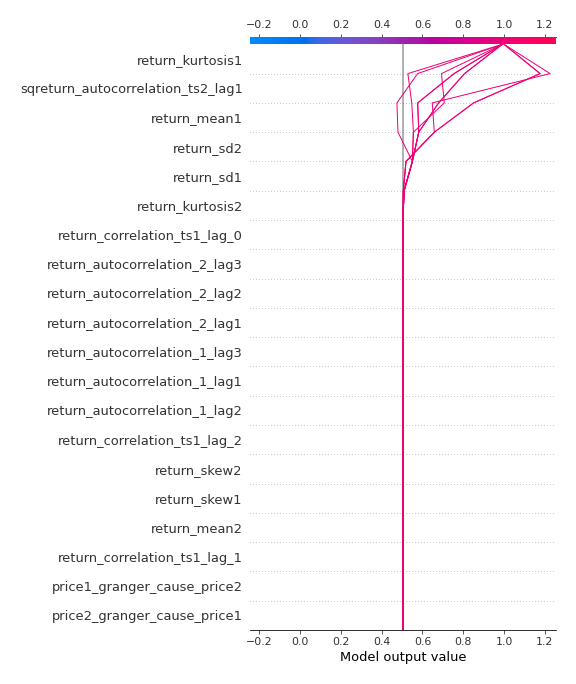 −0.2 0.0 0.2 0.4 0.6 0.8 1.0 1.2
return_kurtosis1
sqreturn_autocorrelation_ts2_lag1
return_mean1
return_sd2
return_sd1
return_kurtosis2
return_correlation_ts1_lag_0
return_autocorrelation_2_lag3
return_autocorrelation_2_lag2
return_autocorrelation_2_lag1
return_autocorrelation_1_lag3
return_autocorrelation_1_lag1
return_autocorrelation_1_lag2
return_correlation_ts1_lag_2
return_skew2
return_skew1
return_mean2
return_correlation_ts1_lag_1
price1_granger_cause_price2
price2_granger_cause_price1
−0.2 0.0 0.2 0.4 0.6 0.8 1.0 1.2
Model output value